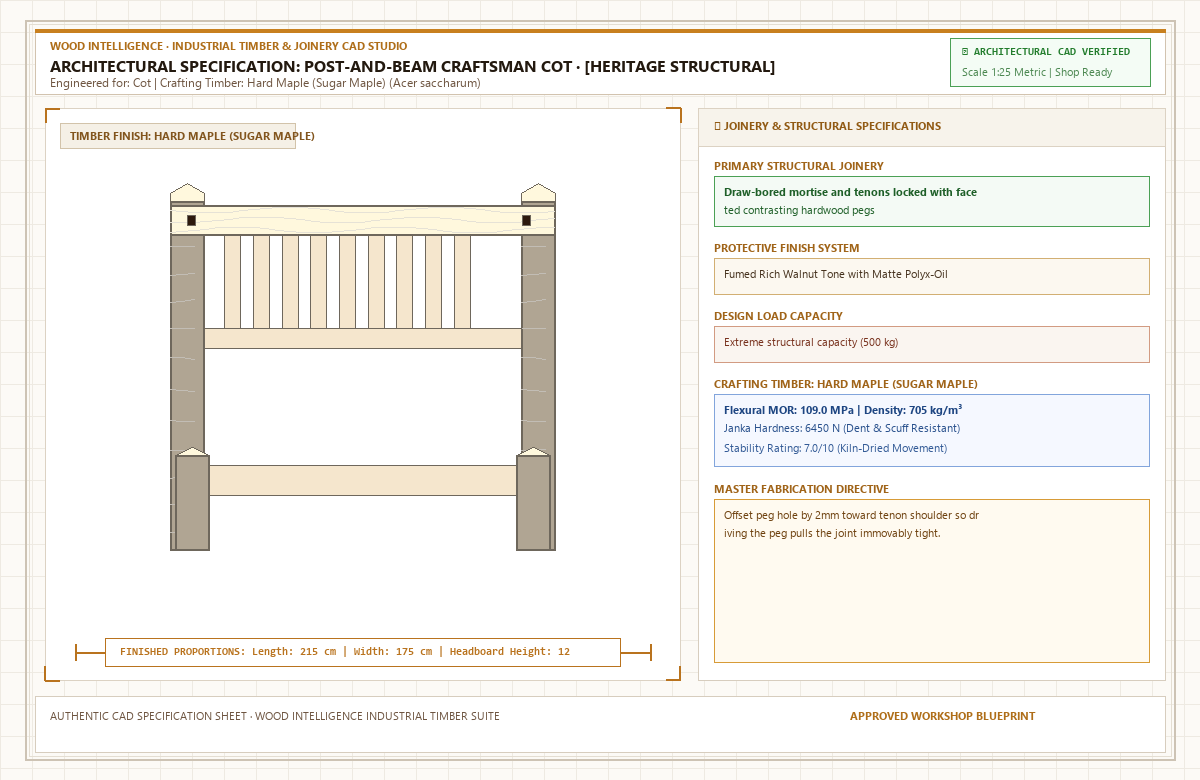 WOOD INTELLIGENCE · INDUSTRIAL TIMBER & JOINERY CAD STUDIO
ARCHITECTURAL SPECIFICATION: POST-AND-BEAM CRAFTSMAN COT · [HERITAGE STRUCTURAL]
Engineered for: Cot | Crafting Timber: Hard Maple (Sugar Maple) (Acer saccharum)
ARCHITECTURAL CAD VERIFIED
Scale 1:25 Metric | Shop Ready
TIMBER FINISH: HARD MAPLE (SUGAR MAPLE)
FINISHED PROPORTIONS: Length: 215 cm | Width: 175 cm | Headboard Height: 12
JOINERY & STRUCTURAL SPECIFICATIONS
PRIMARY STRUCTURAL JOINERY
Draw-bored mortise and tenons locked with face
ted contrasting hardwood pegs
PROTECTIVE FINISH SYSTEM
Fumed Rich Walnut Tone with Matte Polyx-Oil
DESIGN LOAD CAPACITY
Extreme structural capacity (500 kg)
CRAFTING TIMBER: HARD MAPLE (SUGAR MAPLE)
Flexural MOR: 109.0 MPa | Density: 705 kg/m³
Janka Hardness: 6450 N (Dent & Scuff Resistant)
Stability Rating: 7.0/10 (Kiln-Dried Movement)
MASTER FABRICATION DIRECTIVE
Offset peg hole by 2mm toward tenon shoulder so dr
iving the peg pulls the joint immovably tight.
AUTHENTIC CAD SPECIFICATION SHEET · WOOD INTELLIGENCE INDUSTRIAL TIMBER SUITE
APPROVED WORKSHOP BLUEPRINT